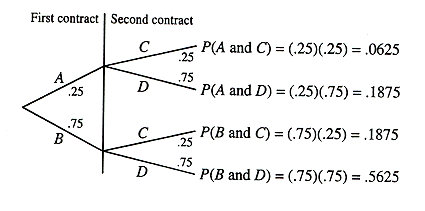 First contract Second contract
C
.25
P(A and C) = (.25)(.25) = .0625
A
.25
D
.75
P(A and D) = (.25)(.75) = .1875
.75
B
C
.25
P(B and C) = (.75)(.25) = .1875
D
.75
P(B and D) = (.75)(.75) = .5625